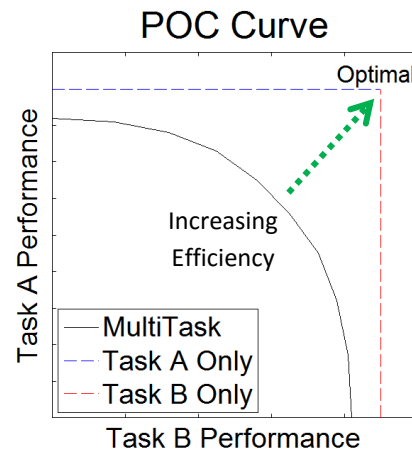 POC Curve
Optimal
Task A Performance
Increasing
Efficiency
MultiTask
Task A Only
Task B Only
Task B Performance